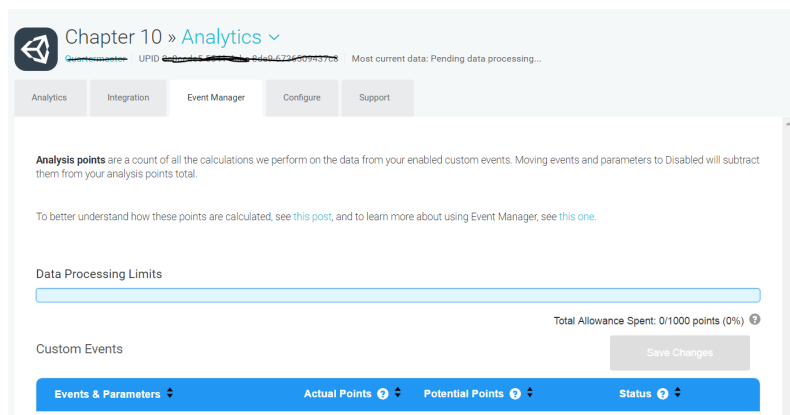 Chapter 10 » Analytics
Quartermaster UPID Most current data: Pending data processing...
Analytics Integration Event Manager Configure Support
Analysis points are a count of all the calculations we perform on the data from your enabled custom events. Moving events and parameters to Disabled will subtract
them from your analysis points total.
To better understand how these points are calculated, see this post, and to learn more about using Event Manager, see this one.
Data Processing Limits
Total Allowance Spent: 0/1000 points (0%) ?
Custom Events
Save Changes
Events & Parameters Actual Points ? Potential Points ? Status ?